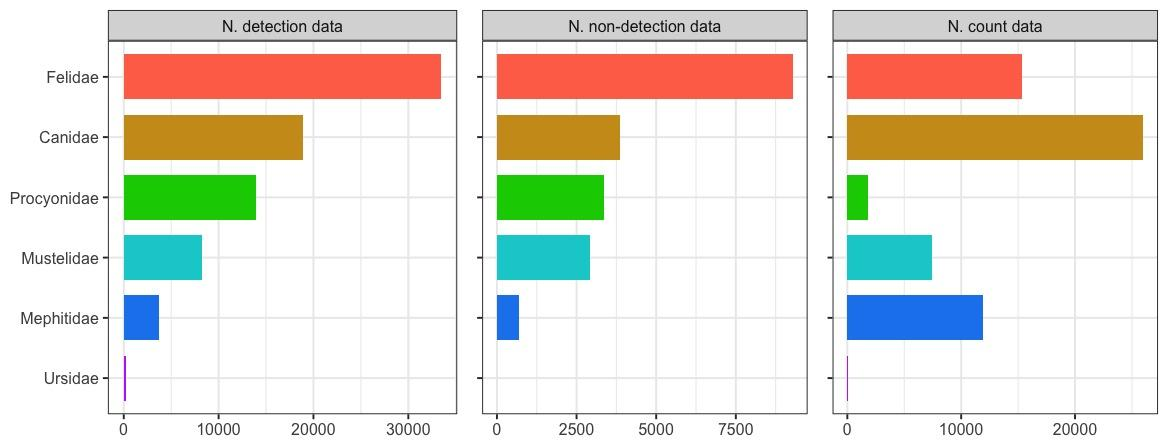 N. detection data
N. non-detection data
N. count data
Felidae
Canidae
Procyonidae
Mustelidae
Mephitidae
Ursidae
0 10000 20000 30000
0 2500 5000 7500
0 10000 20000